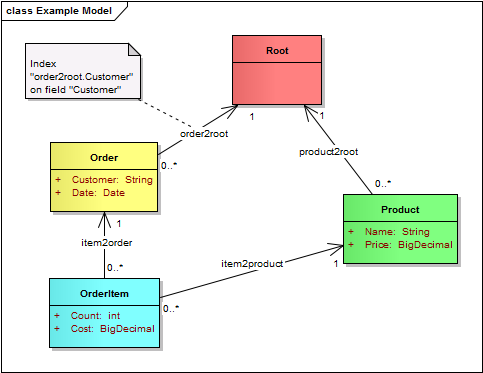 class Example Model
Root
Index
"order2root.Customer"
on field "Customer"
1
1
order2root
product2root
Order
0..*
0..*
+ Customer: String
+ Date: Date
Product
1
+ Name: String
+ Price: BigDecimal
item2order
item2product
1
0..*
OrderItem
0..*
+ Count: int
+ Cost: BigDecimal